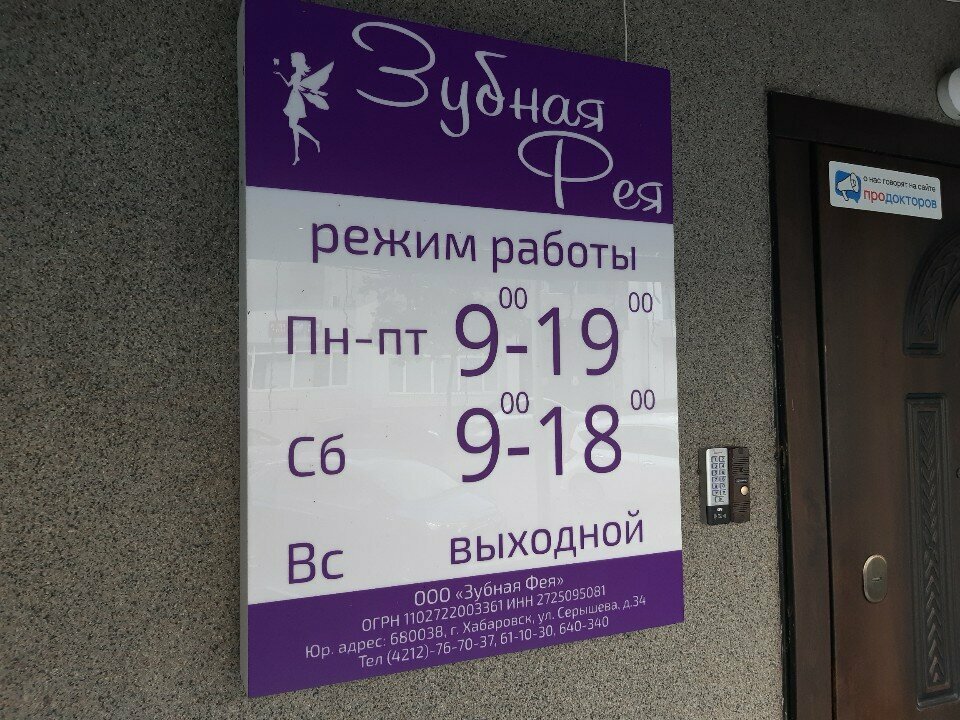 Зубная
Фея
режим работы
Пн-пт 9⁰⁰-19⁰⁰
Сб 9⁰⁰-18⁰⁰
Вс выходной
ООО «Зубная Фея»
ОГРН 1102722003361 ИНН 2725095081
Юр. адрес: 680038, г. Хабаровск, ул. Серышева, д.34
Тел (4212)-76-70-37, 61-10-30, 640-340
о нас говорят на сайте
продокторов